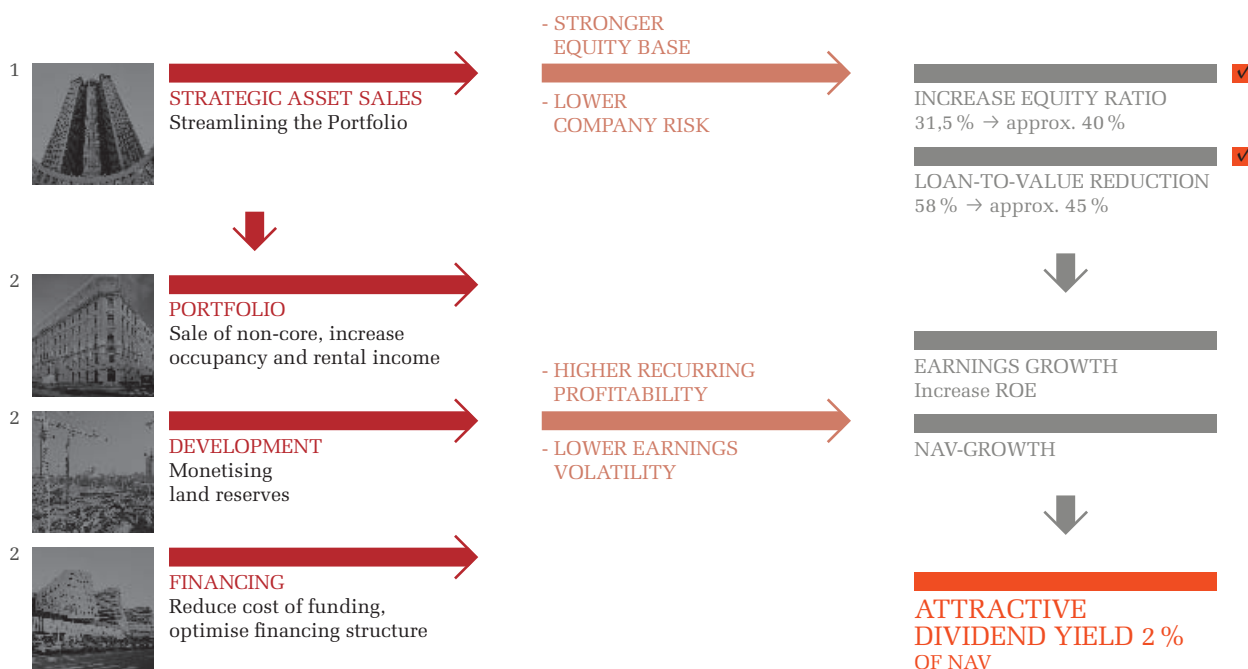 1
STRATEGIC ASSET SALES
Streamlining the Portfolio
- STRONGER
EQUITY BASE
- LOWER
COMPANY RISK
INCREASE EQUITY RATIO
31,5 % → approx. 40 %
LOAN-TO-VALUE REDUCTION
58 % → approx. 45 %
2
PORTFOLIO
Sale of non-core, increase
occupancy and rental income
2
DEVELOPMENT
Monetising
land reserves
2
FINANCING
Reduce cost of funding,
optimise financing structure
- HIGHER RECURRING
PROFITABILITY
- LOWER EARNINGS
VOLATILITY
EARNINGS GROWTH
Increase ROE
NAV-GROWTH
ATTRACTIVE
DIVIDEND YIELD 2 %
OF NAV